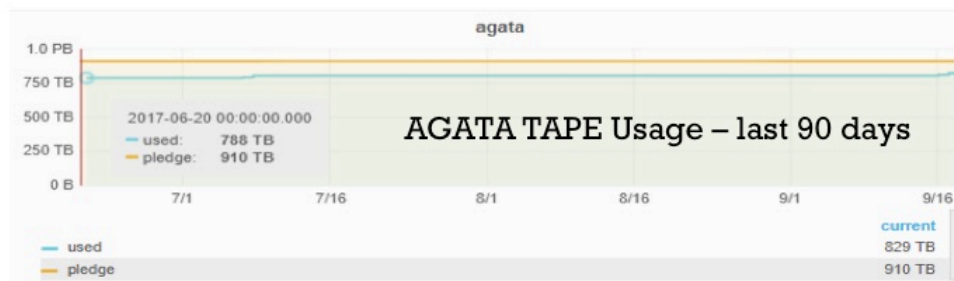 agata
1.0 PB
750 TB
500 TB
250 TB
0 B
2017-06-20 00:00:00.000
used: 788 TB
pledge: 910 TB
AGATA TAPE Usage – last 90 days
7/1 7/16 8/1 8/16 9/1 9/16
current
used 829 TB
pledge 910 TB